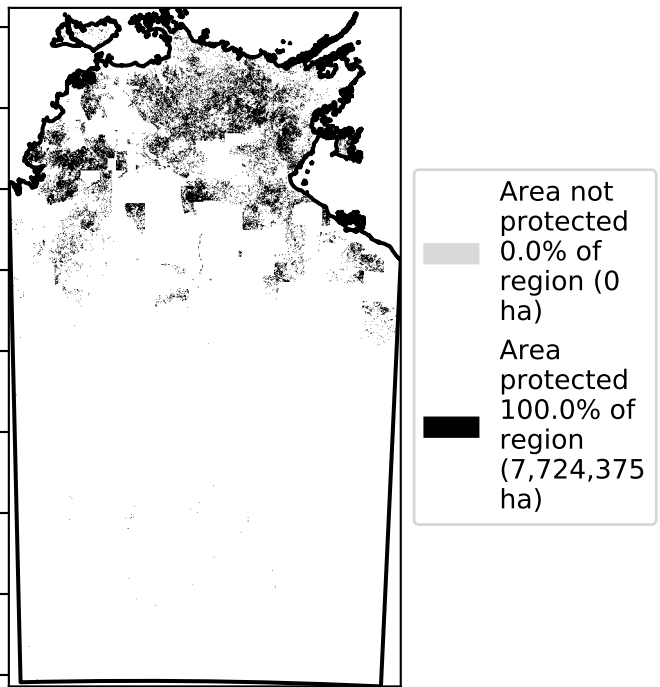 Area not
protected
0.0% of
region (0
ha)
Area
protected
100.0% of
region
(7,724,375
ha)